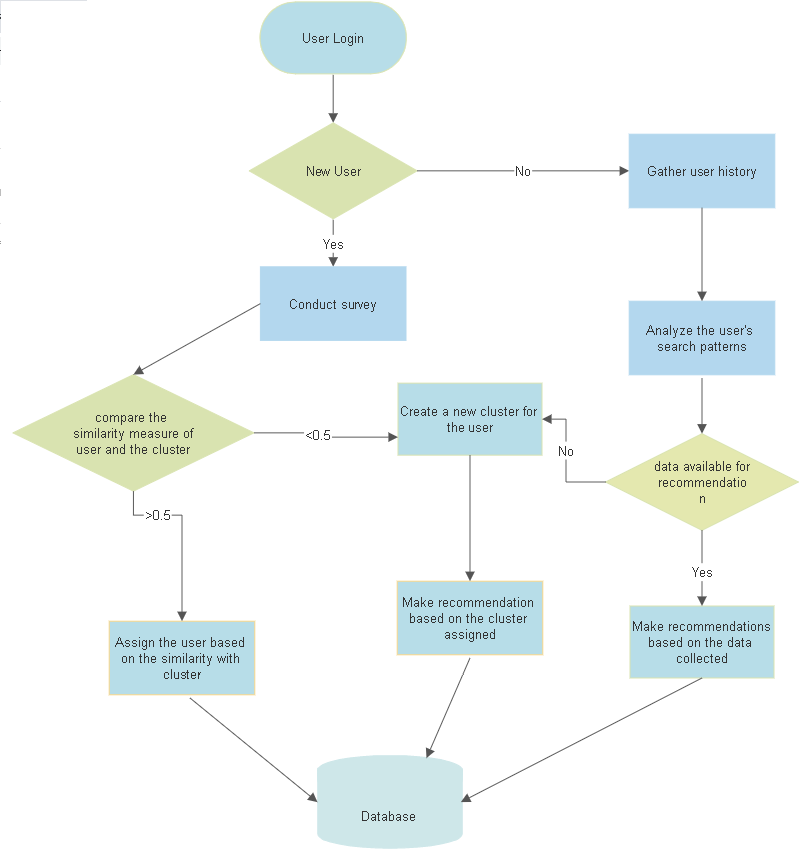 User Login
New User
No
Gather user history
Yes
Conduct survey
Analyze the user's
search patterns
compare the
similarity measure of
user and the cluster
<0.5
Create a new cluster for
the user
No
data available for
recommendatio
n
>0.5
Yes
Make recommendation
based on the cluster
assigned
Make recommendations
based on the data
collected
Assign the user based
on the similarity with
cluster
Database